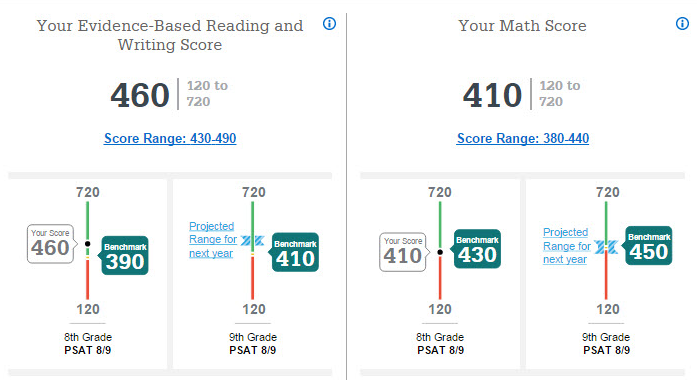 Your Evidence-Based Reading and
Writing Score
460
120 to
720
Score Range: 430-490
720
Your Score
460
Benchmark
390
120
8th Grade
PSAT 8/9
720
Projected
Range for
next year
Benchmark
410
120
9th Grade
PSAT 8/9
Your Math Score
410
120 to
720
Score Range: 380-440
720
Your Score
410
Benchmark
430
120
8th Grade
PSAT 8/9
720
Projected
Range for
next year
Benchmark
450
120
9th Grade
PSAT 8/9